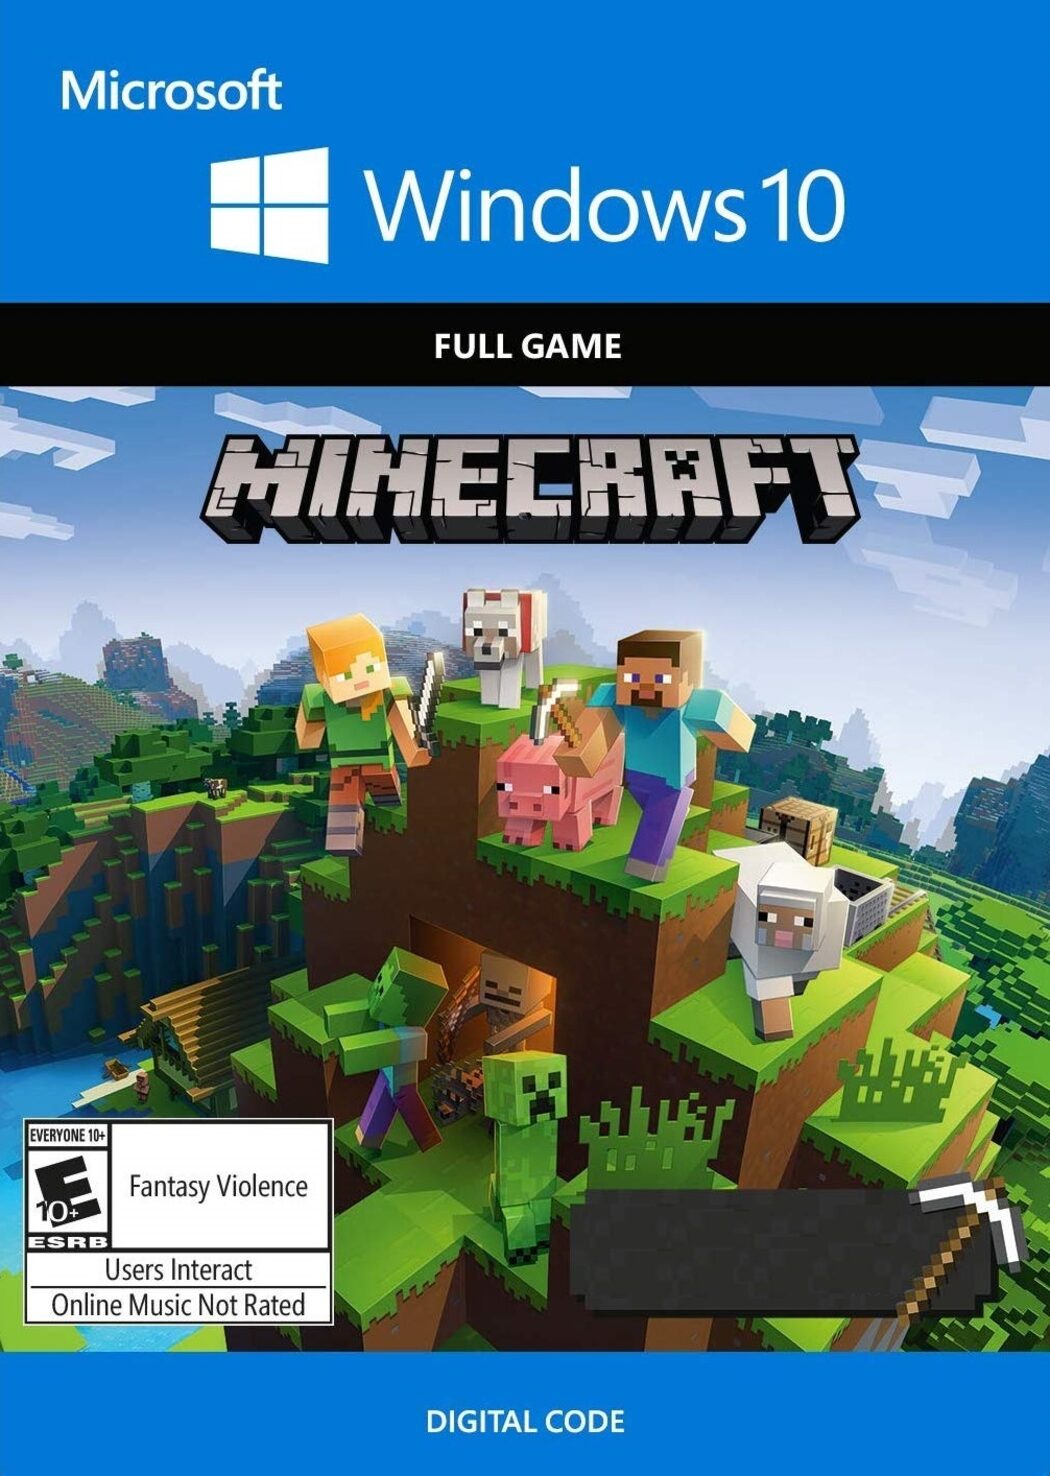 Microsoft
Windows 10
FULL GAME
MINECRAFT
EVERYONE 10+
E
10+
ESRB
Fantasy Violence
Users Interact
Online Music Not Rated
DIGITAL CODE